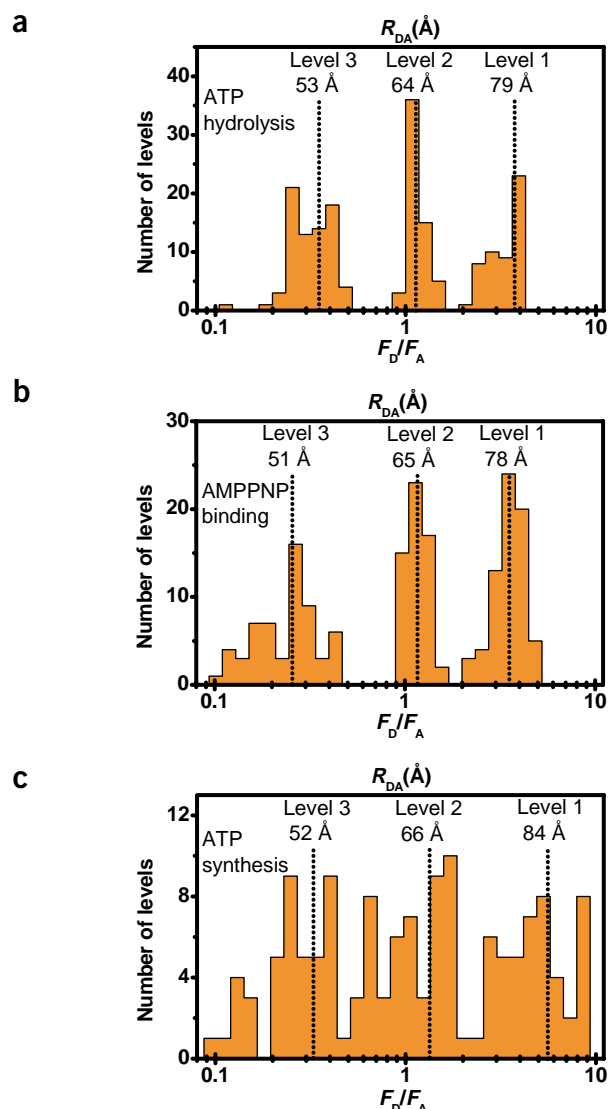 a
R_DA(Å)
Level 3 Level 2 Level 1
53 Å 64 Å 79 Å
ATP
hydrolysis
Number of levels
40
30
20
10
0
0.1 1 10
F_D/F_A
b
R_DA(Å)
Level 3 Level 2 Level 1
51 Å 65 Å 78 Å
AMPPNP
binding
Number of levels
30
20
10
0
0.1 1 10
F_D/F_A
c
R_DA(Å)
Level 3 Level 2 Level 1
52 Å 66 Å 84 Å
ATP
synthesis
Number of levels
12
8
4
0
0.1 1 10
F_D/F_A